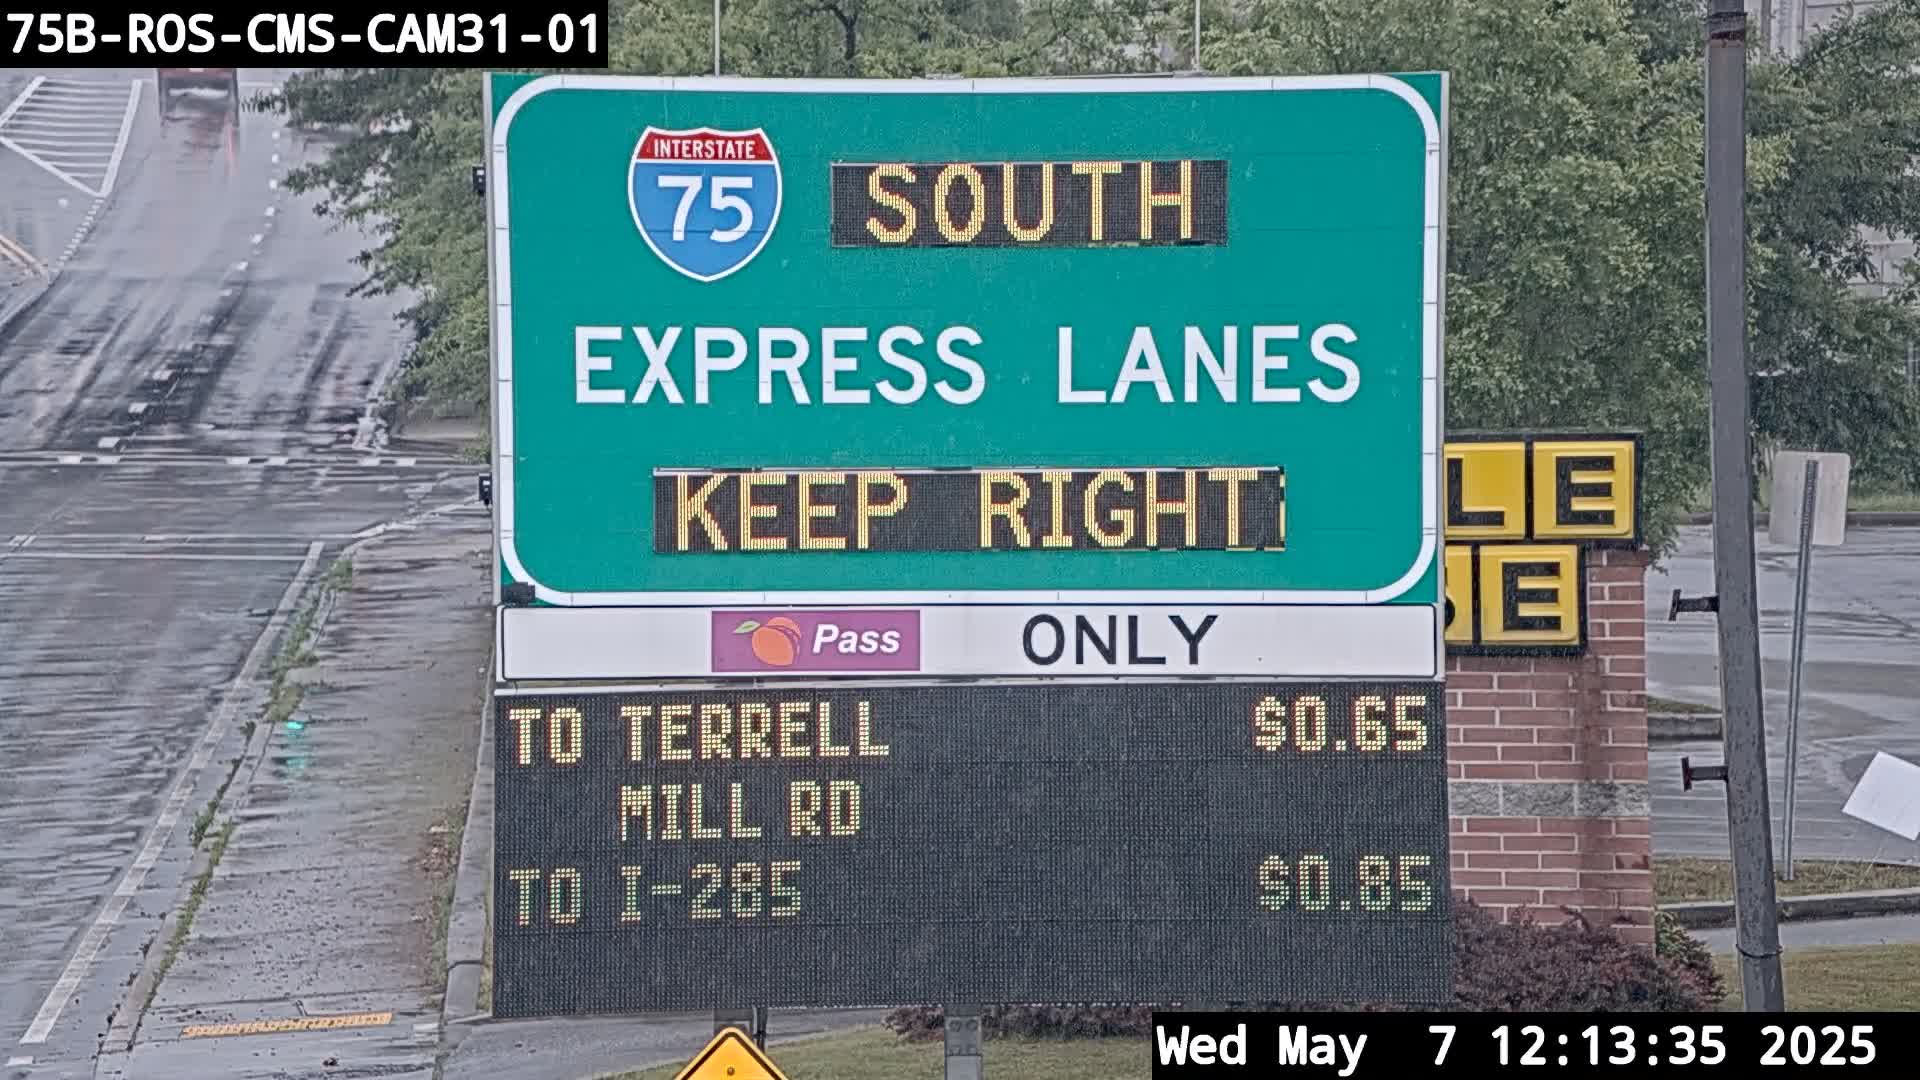 75B-ROS-CMS-CAM31-01
INTERSTATE
75
SOUTH
EXPRESS LANES
KEEP RIGHT
Pass ONLY
TO TERRELL $0.65
MILL RD
TO I-285 $0.85
LE
E
Wed May 7 12:13:35 2025